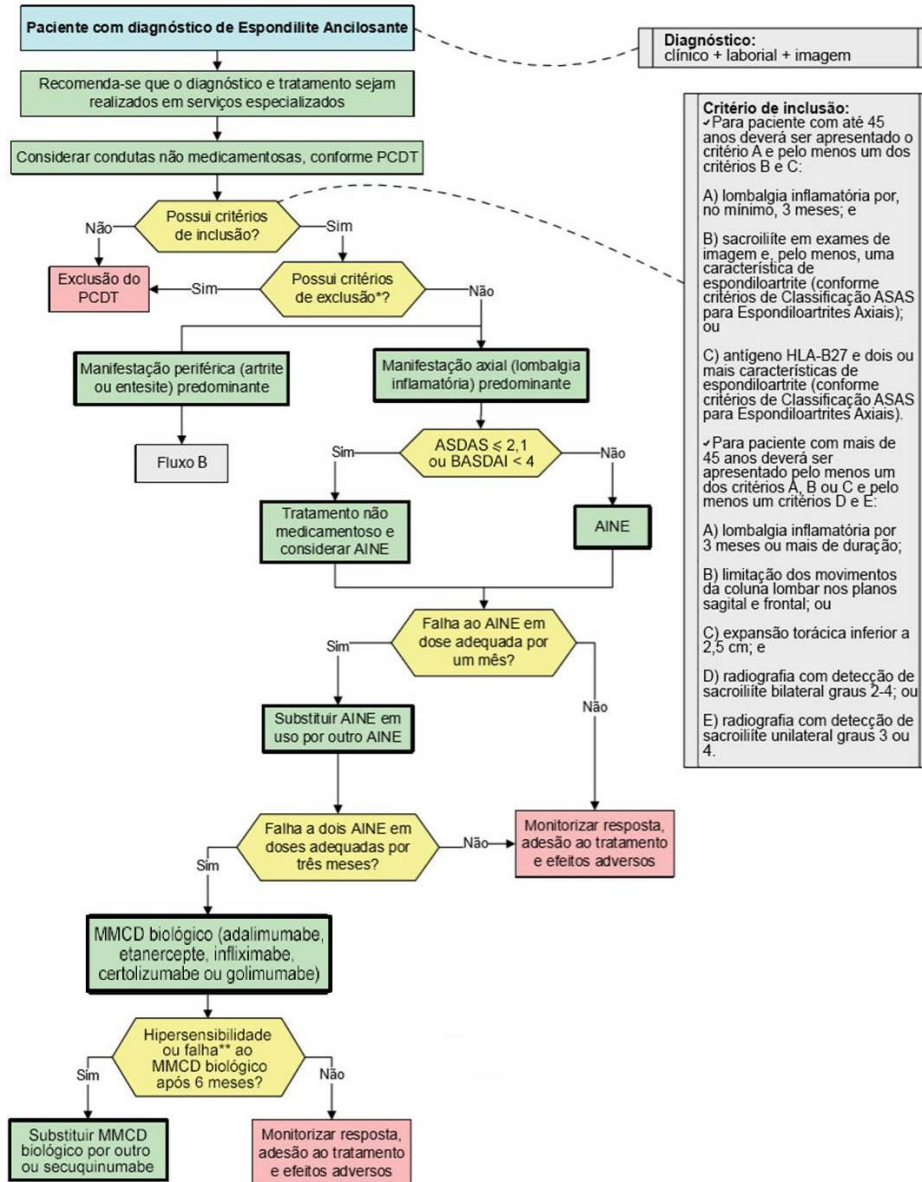 Paciente com diagnóstico de Espondilite Ancilosante
Diagnóstico:
clínico + laborial + imagem
Recomenda-se que o diagnóstico e tratamento sejam
realizados em serviços especializados
Considerar condutas não medicamentosas, conforme PCDT
Possui critérios
de inclusão?
Não
Sim
Exclusão do
PCDT
Sim
Possui critérios
de exclusão*?
Não
Manifestação periférica (artrite
ou entesite) predominante
Manifestação axial (lombalgia
inflamatória) predominante
Fluxo B
ASDAS ⩽ 2,1
ou BASDAI < 4
Sim
Não
Tratamento não
medicamentoso e
considerar AINE
AINE
Falha ao AINE em
dose adequada por
um mês?
Sim
Não
Substituir AINE em
uso por outro AINE
Falha a dois AINE em
doses adequadas por
três meses?
Não
Sim
Monitorizar resposta,
adesão ao tratamento
e efeitos adversos
MMCD biológico (adalimumabe,
etanercepte, infliximabe,
certolizumabe ou golimumabe)
Hipersensibilidade
ou falha** ao
MMCD biológico
após 6 meses?
Sim
Não
Substituir MMCD
biológico por outro
ou secuquinumabe
Monitorizar resposta,
adesão ao tratamento
e efeitos adversos
Critério de inclusão:
✓Para paciente com até 45
anos deverá ser apresentado o
critério A e pelo menos um dos
critérios B e C:
A) lombalgia inflamatória por,
no mínimo, 3 meses; e
B) sacroiliíte em exames de
imagem e, pelo menos, uma
característica de
espondiloartrite (conforme
critérios de Classificação ASAS
para Espondiloartrites Axiais);
ou
C) antígeno HLA-B27 e dois ou
mais características de
espondiloartrite (conforme
critérios de Classificação ASAS
para Espondiloartrites Axiais).
✓Para paciente com mais de
45 anos deverá ser
apresentado pelo menos um
dos critérios A, B ou C e pelo
menos um critérios D e E:
A) lombalgia inflamatória por
3 meses ou mais de duração;
B) limitação dos movimentos
da coluna lombar nos planos
sagital e frontal; ou
C) expansão torácica inferior a
2,5 cm; e
D) radiografia com detecção de
sacroiliíte bilateral graus 2-4; ou
E) radiografia com detecção de
sacroiliíte unilateral graus 3 ou
4.